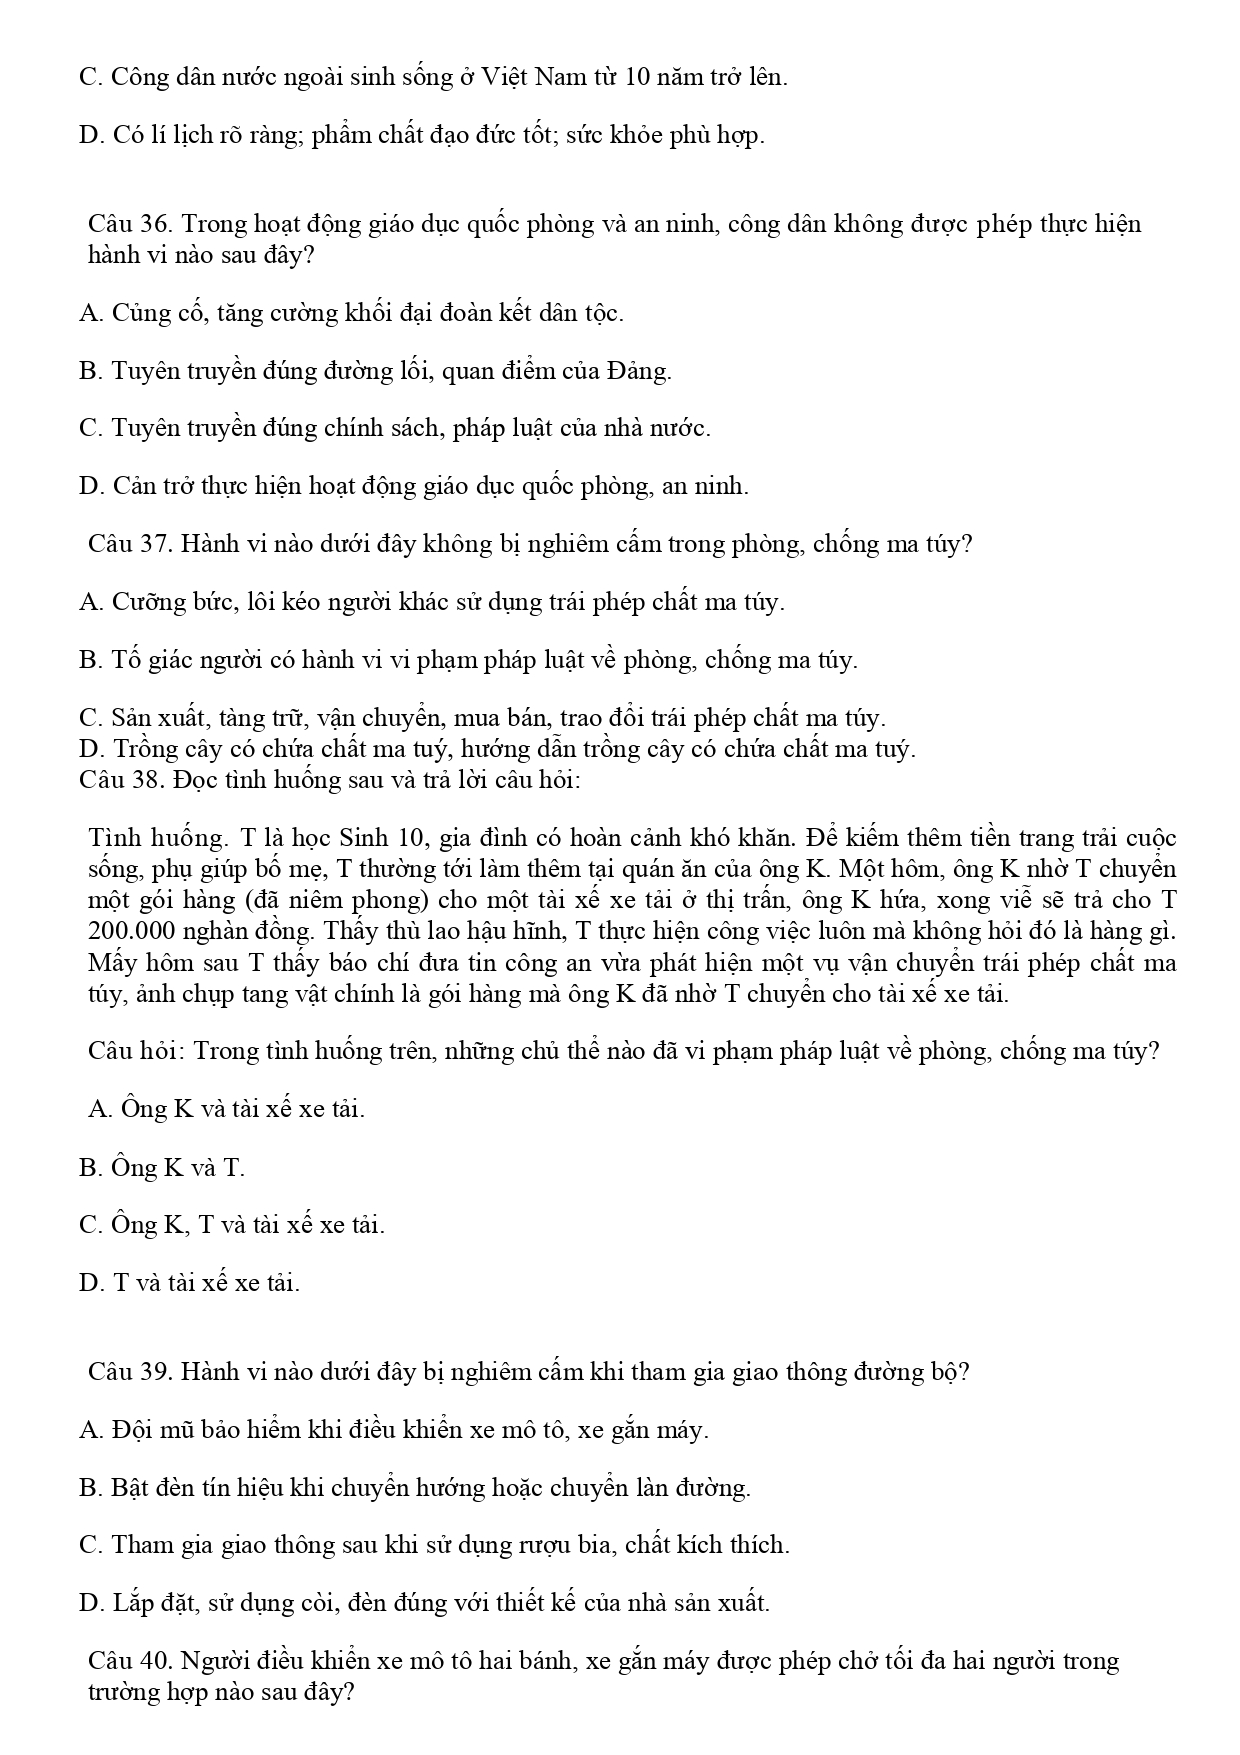 C. Công dân nước ngoài sinh sống ở Việt Nam từ 10 năm trở lên.
D. Có lí lịch rõ ràng; phẩm chất đạo đức tốt; sức khỏe phù hợp.
Câu 36. Trong hoạt động giáo dục quốc phòng và an ninh, công dân không được phép thực hiện
hành vi nào sau đây?
A. Củng cố, tăng cường khối đại đoàn kết dân tộc.
B. Tuyên truyền đúng đường lối, quan điểm của Đảng.
C. Tuyên truyền đúng chính sách, pháp luật của nhà nước.
D. Cản trở thực hiện hoạt động giáo dục quốc phòng, an ninh.
Câu 37. Hành vi nào dưới đây không bị nghiêm cấm trong phòng, chống ma túy?
A. Cưỡng bức, lôi kéo người khác sử dụng trái phép chất ma túy.
B. Tố giác người có hành vi vi phạm pháp luật về phòng, chống ma túy.
C. Sản xuất, tàng trữ, vận chuyển, mua bán, trao đổi trái phép chất ma túy.
D. Trồng cây có chứa chất ma tuý, hướng dẫn trồng cây có chứa chất ma tuý.
Câu 38. Đọc tình huống sau và trả lời câu hỏi:
Tình huống. T là học Sinh 10, gia đình có hoàn cảnh khó khăn. Để kiếm thêm tiền trang trải cuộc
sống, phụ giúp bố mẹ, T thường tới làm thêm tại quán ăn của ông K. Một hôm, ông K nhờ T chuyển
một gói hàng (đã niêm phong) cho một tài xế xe tải ở thị trấn, ông K hứa, xong viễ sẽ trả cho T
200.000 nghàn đồng. Thấy thù lao hậu hĩnh, T thực hiện công việc luôn mà không hỏi đó là hàng gì.
Mấy hôm sau T thấy báo chí đưa tin công an vừa phát hiện một vụ vận chuyển trái phép chất ma
túy, ảnh chụp tang vật chính là gói hàng mà ông K đã nhờ T chuyển cho tài xế xe tải.
Câu hỏi: Trong tình huống trên, những chủ thể nào đã vi phạm pháp luật về phòng, chống ma túy?
A. Ông K và tài xế xe tải.
B. Ông K và T.
C. Ông K, T và tài xế xe tải.
D. T và tài xế xe tải.
Câu 39. Hành vi nào dưới đây bị nghiêm cấm khi tham gia giao thông đường bộ?
A. Đội mũ bảo hiểm khi điều khiển xe mô tô, xe gắn máy.
B. Bật đèn tín hiệu khi chuyển hướng hoặc chuyển làn đường.
C. Tham gia giao thông sau khi sử dụng rượu bia, chất kích thích.
D. Lắp đặt, sử dụng còi, đèn đúng với thiết kế của nhà sản xuất.
Câu 40. Người điều khiển xe mô tô hai bánh, xe gắn máy được phép chở tối đa hai người trong
trường hợp nào sau đây?